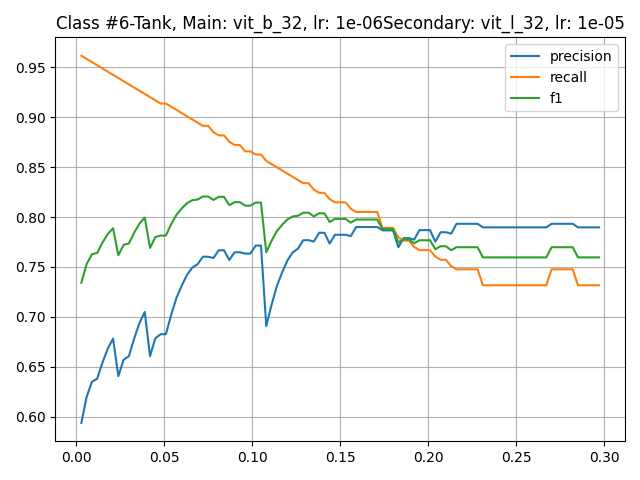 Class #6-Tank, Main: vit_b_32, lr: 1e-06Secondary: vit_l_32, lr: 1e-05
precision
recall
f1
0.95
0.90
0.85
0.80
0.75
0.70
0.65
0.60
0.00 0.05 0.10 0.15 0.20 0.25 0.30